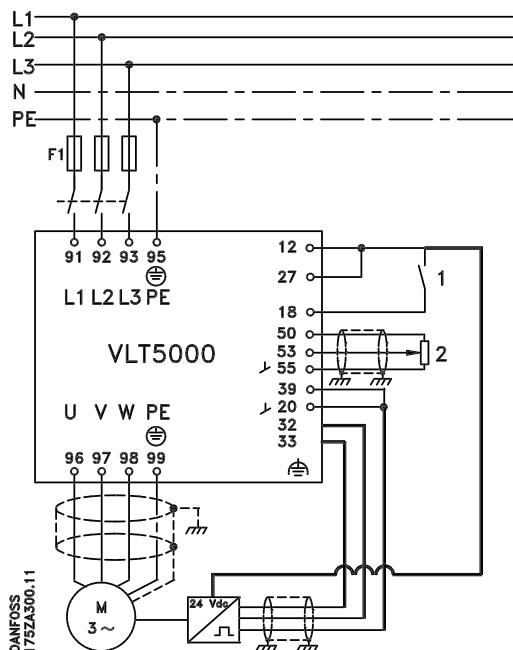 L1
L2
L3
N
PE
F1
91 92 93 95
L1 L2 L3 PE
VLT5000
U V W PE
96 97 98 99
12
27
18
50
53
55
39
20
32
33
1
2
M
3 ~
24 Vdc
DANFOSS
175ZA300.11